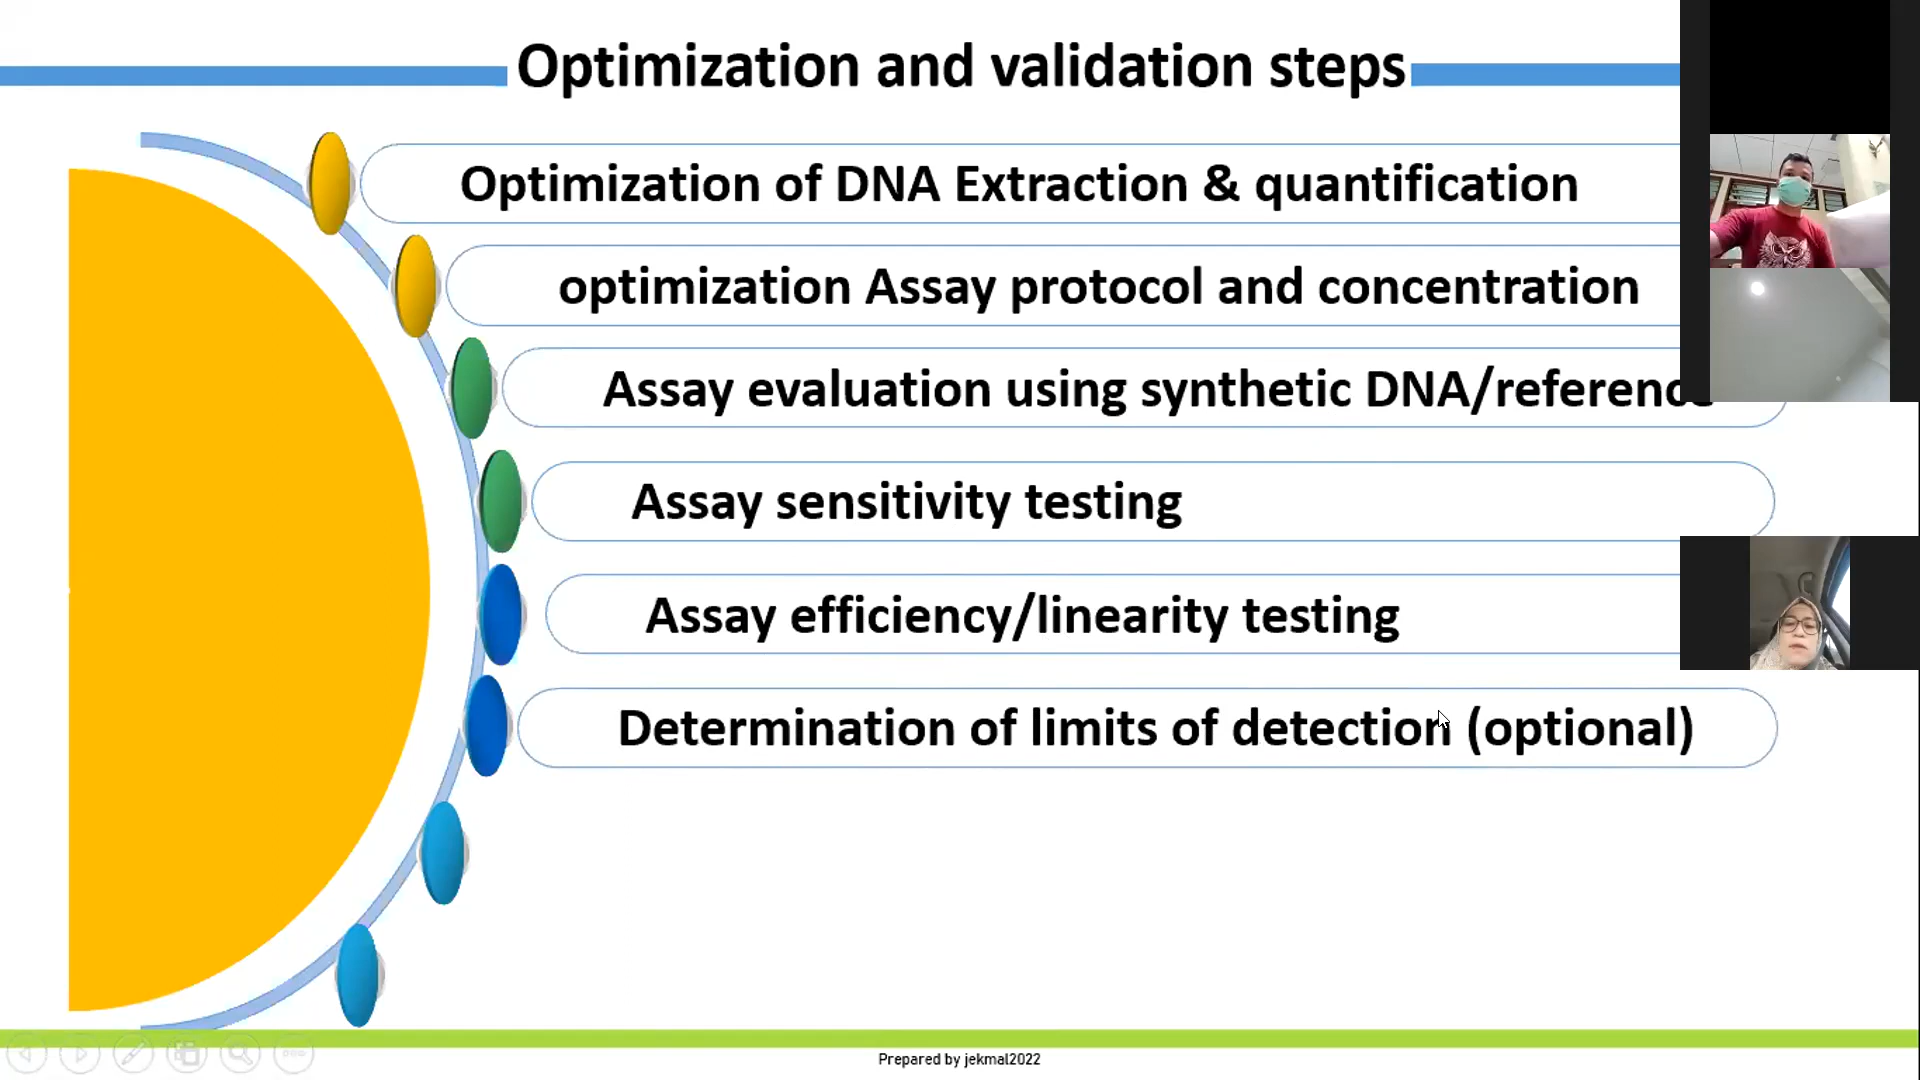 Optimization and validation steps
Optimization of DNA Extraction & quantification
optimization Assay protocol and concentration
Assay evaluation using synthetic DNA/reference
Assay sensitivity testing
Assay efficiency/linearity testing
Determination of limits of detection (optional)
Prepared by jekmal2022